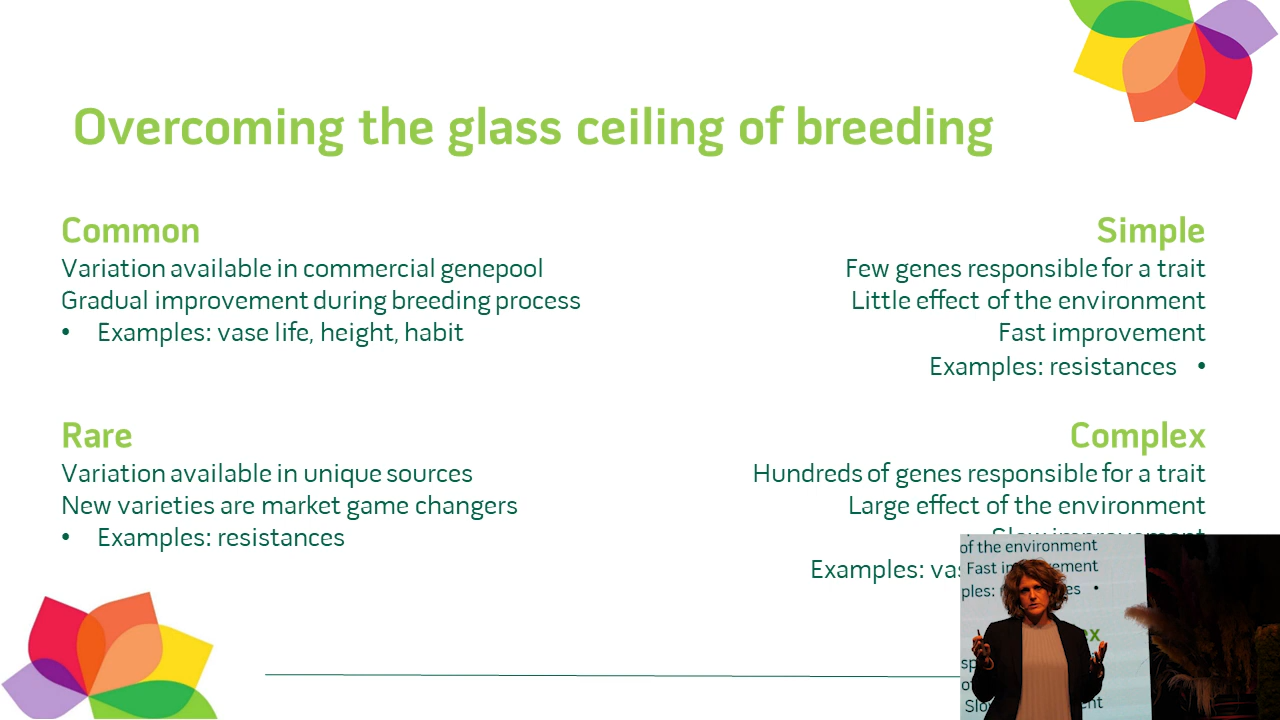 Overcoming the glass ceiling of breeding
Common
Variation available in commercial genepool
Gradual improvement during breeding process
• Examples: vase life, height, habit
Simple
Few genes responsible for a trait
Little effect of the environment
Fast improvement
Examples: resistances •
Rare
Variation available in unique sources
New varieties are market game changers
• Examples: resistances
Complex
Hundreds of genes responsible for a trait
Large effect of the environment
Slow improvement
Examples:
of the environment
Fast